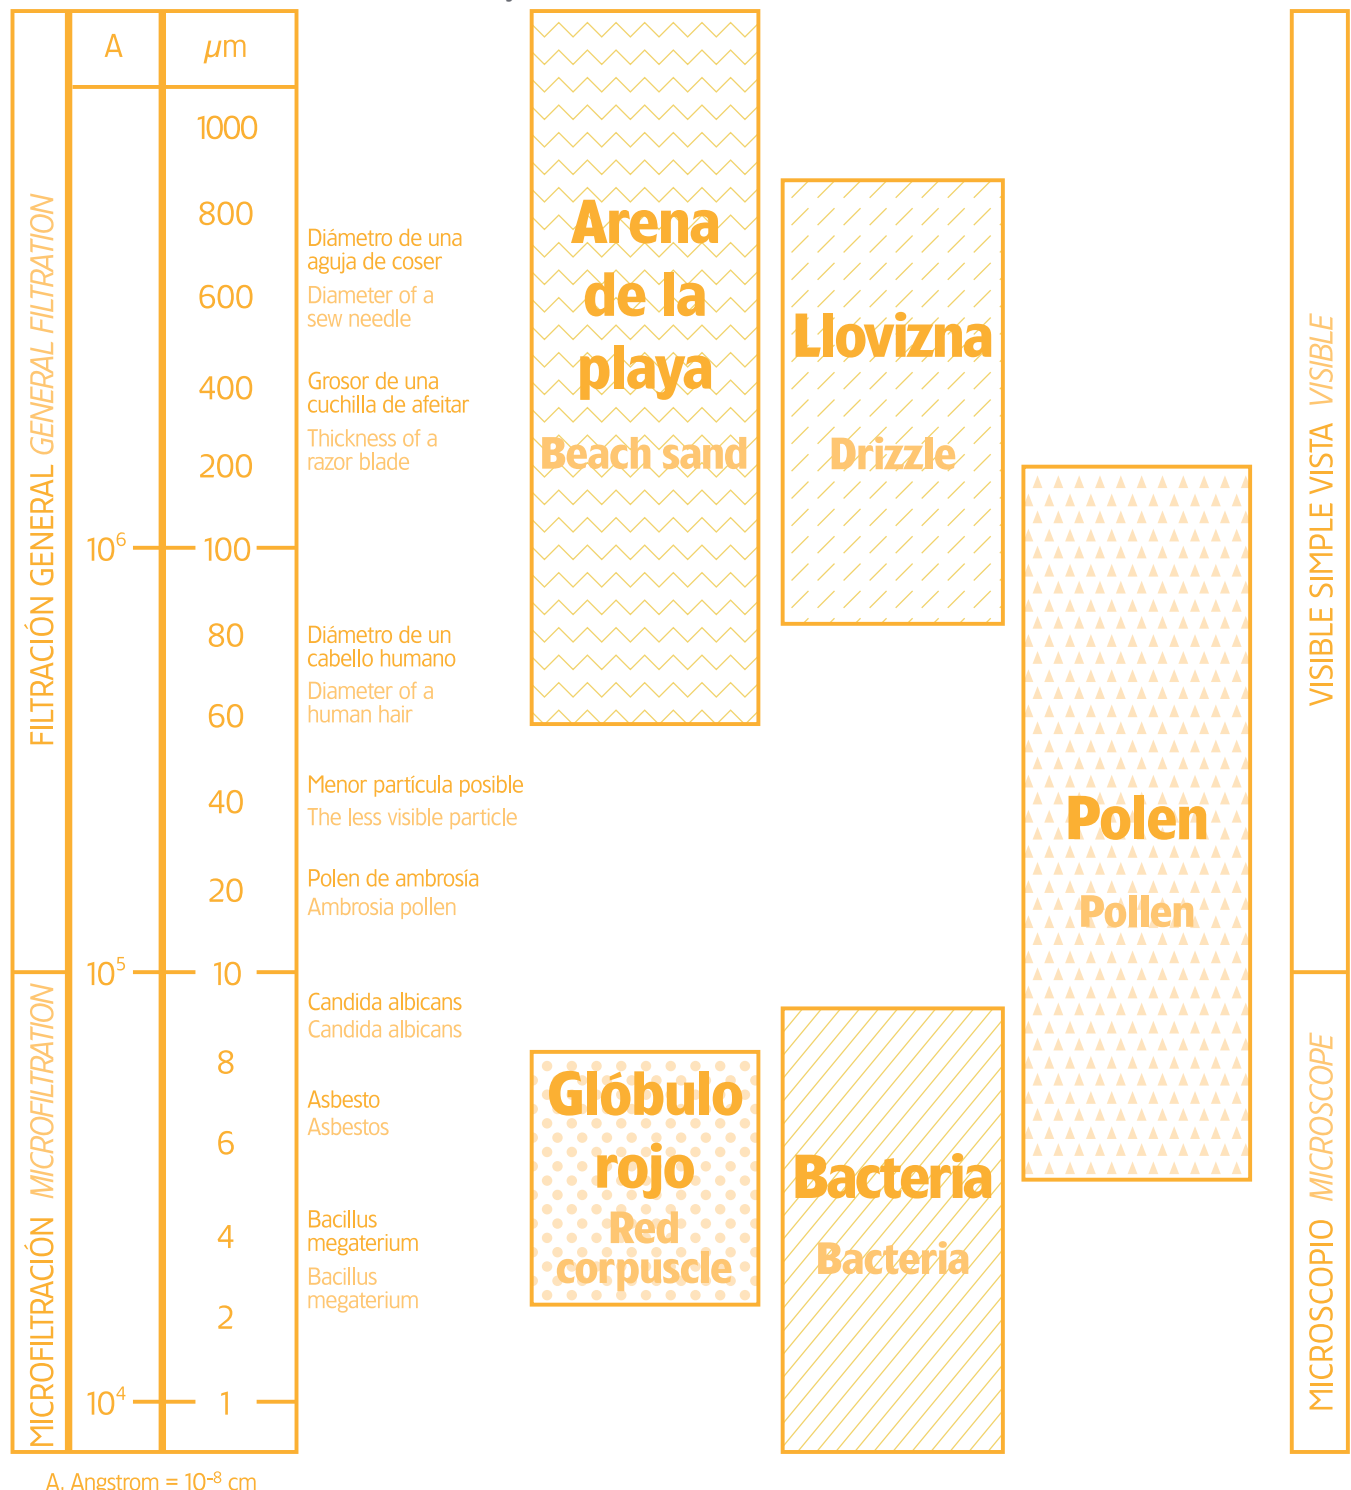 A
µm
1000
800
600
400
200
10⁶
100
80
60
40
20
10⁵
10
8
6
4
2
10⁴
1
FILTRACIÓN GENERAL GENERAL FILTRATION
MICROFILTRACIÓN MICROFILTRATION
Diámetro de una
aguja de coser
Diameter of a
sew needle
Grosor de una
cuchilla de afeitar
Thickness of a
razor blade
Diámetro de un
cabello humano
Diameter of a
human hair
Menor partícula posible
The less visible particle
Polen de ambrosía
Ambrosia pollen
Candida albicans
Candida albicans
Asbesto
Asbestos
Bacillus
megaterium
Bacillus
megaterium
Arena
de la
playa
Beach sand
Llovizna
Drizzle
Polen
Pollen
Glóbulo
rojo
Red
corpuscle
Bacteria
Bacteria
VISIBLE SIMPLE VISTA VISIBLE
MICROSCOPIO MICROSCOPE
A. Angstrom = 10⁻⁸ cm